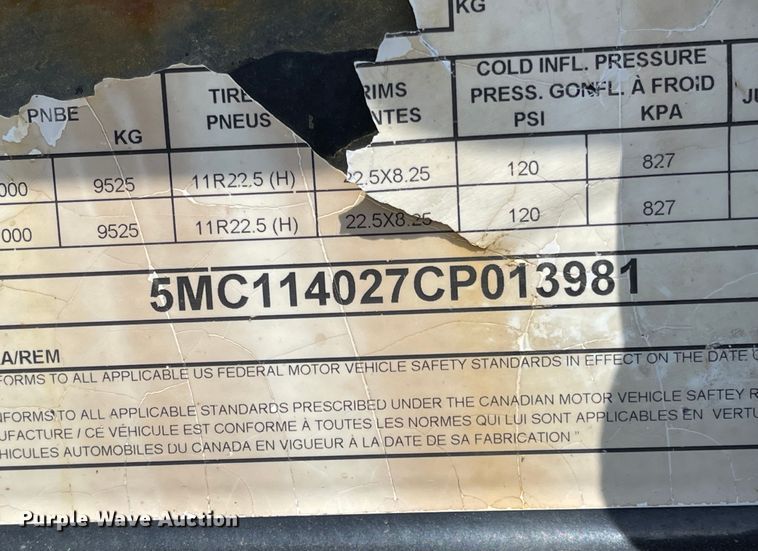 KG
COLD INFL. PRESSURE
PRESS. GONFL. À FROID
PSI KPA
PNBE KG
TIRE
PNEUS
RIMS
NTES
JU
000 9525 11R22.5 (H) 22.5X8.25 120 827
000 9525 11R22.5 (H) 22.5X8.25 120 827
5MC114027CP013981
A/REM
FORMS TO ALL APPLICABLE US FEDERAL MOTOR VEHICLE SAFETY STANDARDS IN EFFECT ON THE DATE O
NFORMS TO ALL APPLICABLE STANDARDS PRESCRIBED UNDER THE CANADIAN MOTOR VEHICLE SAFTEY R
UFACTURE / CE VÉHICULE EST CONFORME À TOUTES LES NORMES QUI LUI SONT APPLICABLES EN VERTU
HICULES AUTOMOBILES DU CANADA EN VIGUEUR À LA DATE DE SA FABRICATION"
Purple Wave Auction